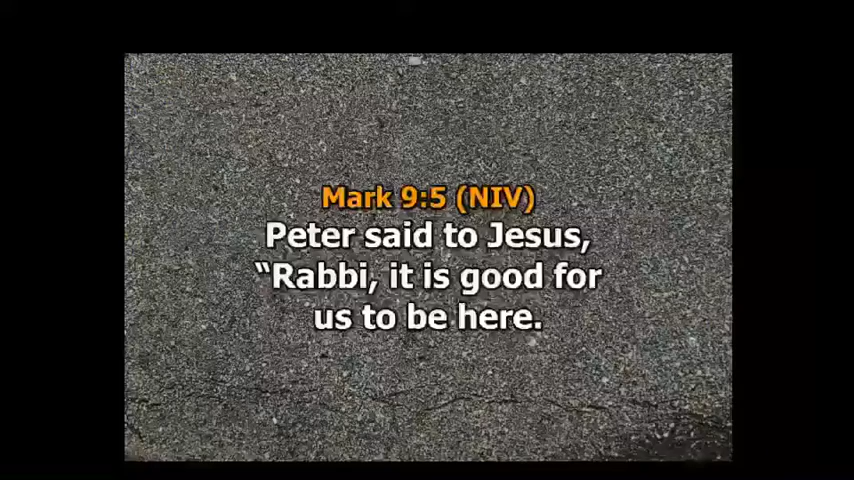 Mark 9:5 (NIV)
Peter said to Jesus,
“Rabbi, it is good for
us to be here.